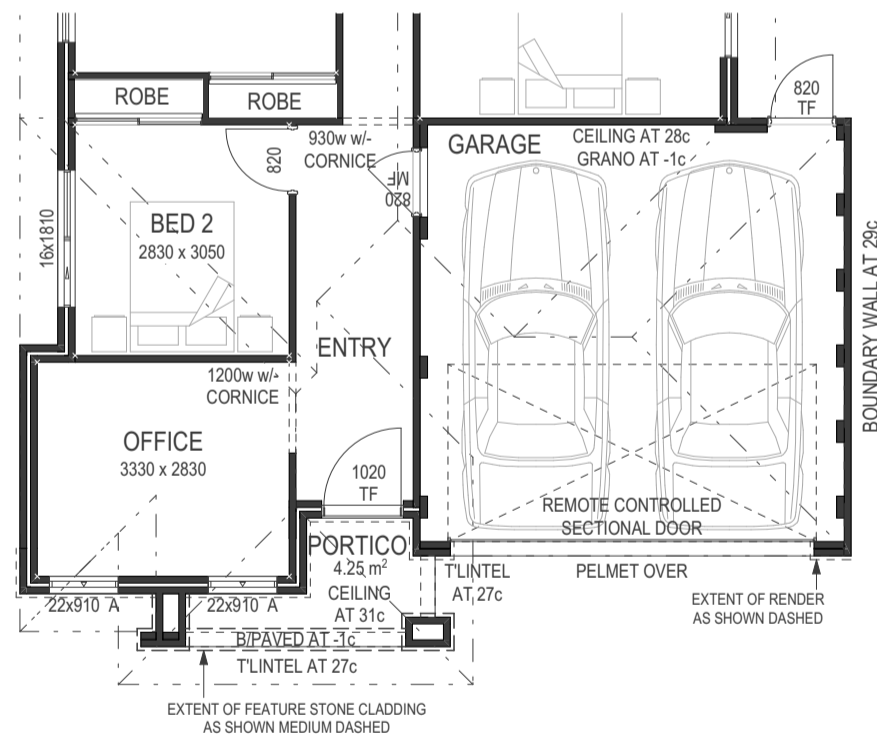 ROBE
ROBE
820
TF
930w w/-
CORNICE
820
GARAGE
CEILING AT 28c
GRANO AT -1c
820
MF
BED 2
2830 x 3050
16x1810
BOUNDARY WALL AT 29c
ENTRY
1200w w/-
CORNICE
OFFICE
3330 x 2830
1020
TF
REMOTE CONTROLLED
SECTIONAL DOOR
PORTICO
4.25 m²
CEILING
AT 31c
T'LINTEL
AT 27c
PELMET OVER
22x910 A
22x910 A
EXTENT OF RENDER
AS SHOWN DASHED
B/PAVED AT -1c
T'LINTEL AT 27c
EXTENT OF FEATURE STONE CLADDING
AS SHOWN MEDIUM DASHED